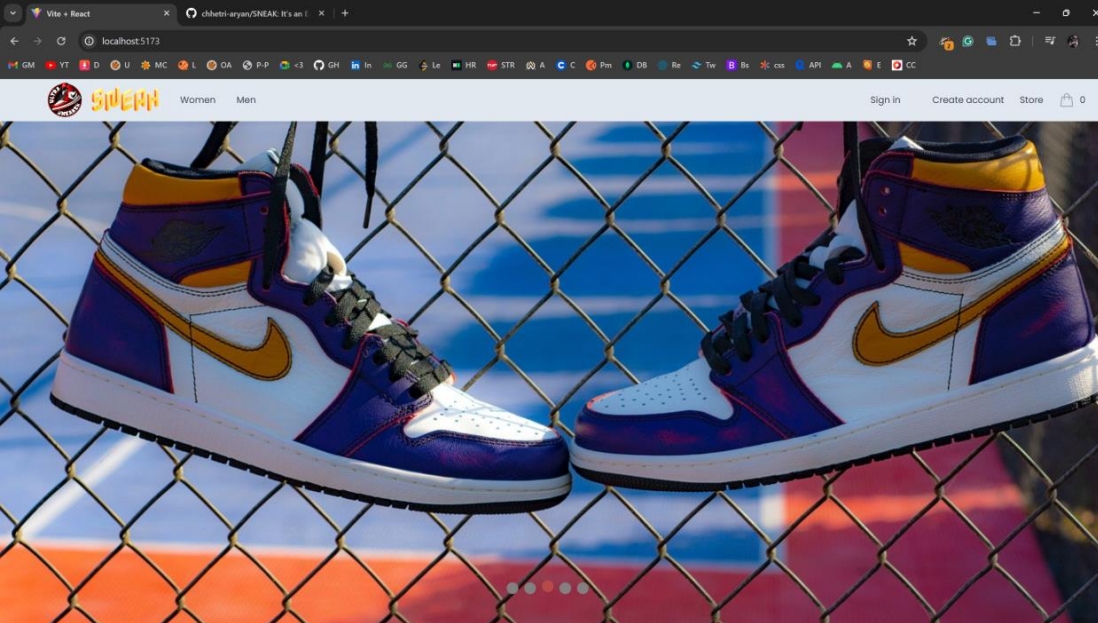 Vite + React
chhetri-aryan/SNEAK: It's an E
localhost:5173
GM YT D U MC L OA P-P <3 GH In GG Le HR STR A C Pm DB Re Tw Bs css API A E CC
SNEAK Women Men Sign in Create account Store 0